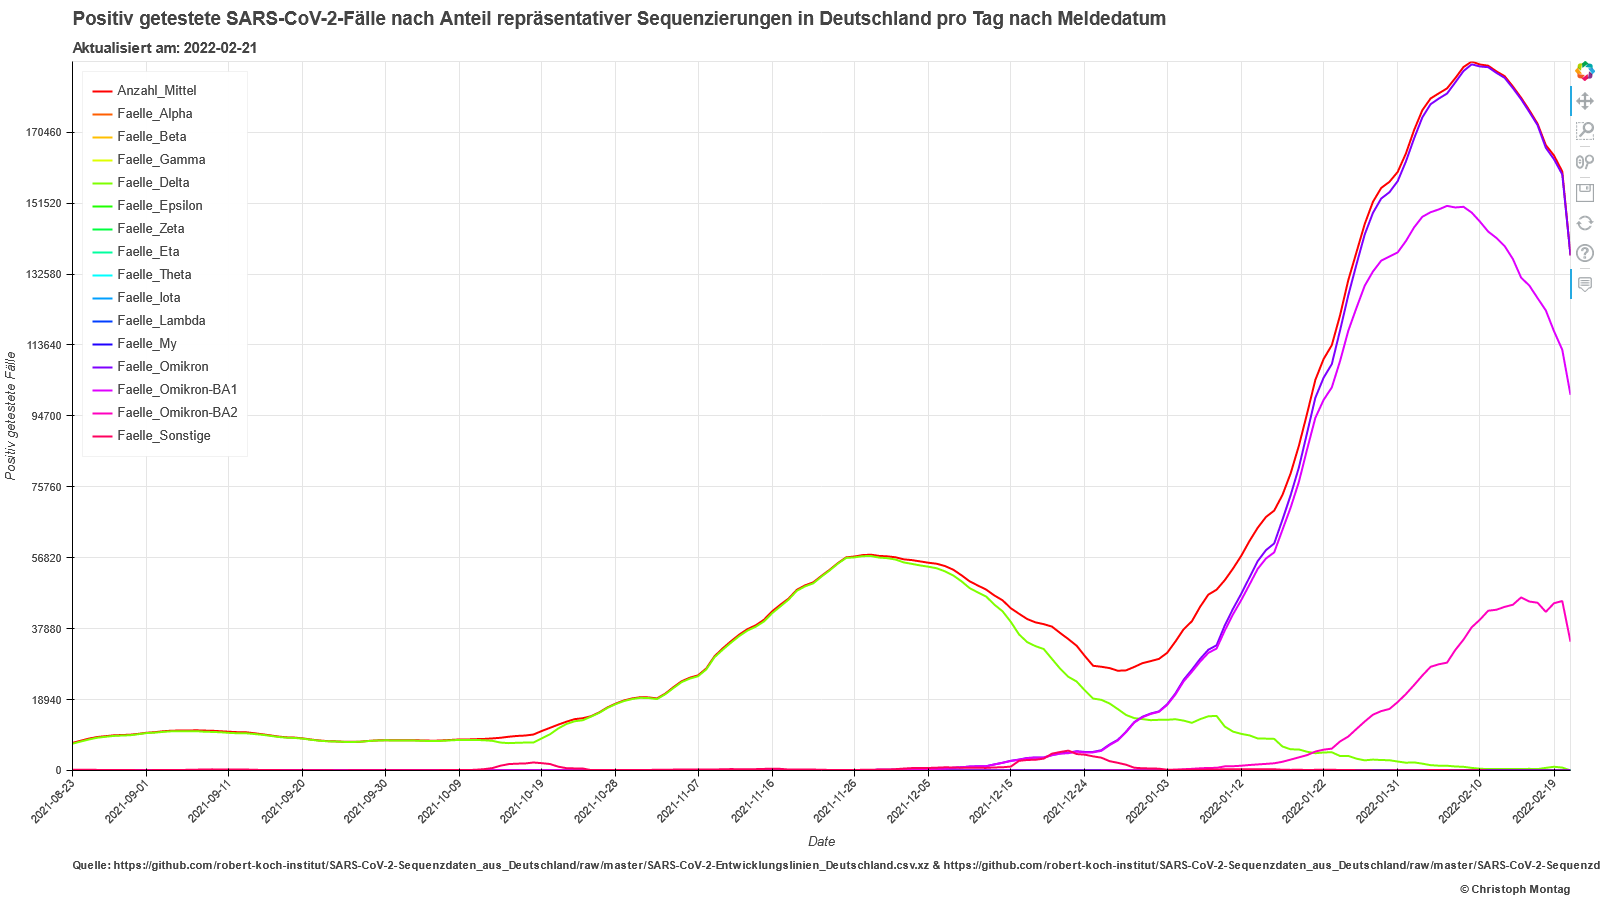 Positiv getestete SARS-CoV-2-Fälle nach Anteil repräsentativer Sequenzierungen in Deutschland pro Tag nach Meldedatum
Aktualisiert am: 2022-02-21
Anzahl_Mittel
Faelle_Alpha
Faelle_Beta
Faelle_Gamma
Faelle_Delta
Faelle_Epsilon
Faelle_Zeta
Faelle_Eta
Faelle_Theta
Faelle_Iota
Faelle_Lambda
Faelle_My
Faelle_Omikron
Faelle_Omikron-BA1
Faelle_Omikron-BA2
Faelle_Sonstige
Positiv getestete Fälle
170460
151520
132580
113640
94700
75760
56820
37880
18940
0
2021-08-23
2021-09-01
2021-09-11
2021-09-20
2021-09-30
2021-10-09
2021-10-19
2021-10-28
2021-11-07
2021-11-16
2021-11-26
2021-12-05
2021-12-15
2021-12-24
2022-01-03
2022-01-12
2022-01-22
2022-01-31
2022-02-10
2022-02-19
Date
Quelle: https://github.com/robert-koch-institut/SARS-CoV-2-Sequenzdaten_aus_Deutschland/raw/master/SARS-CoV-2-Entwicklungslinien_Deutschland.csv.xz & https://github.com/robert-koch-institut/SARS-CoV-2-Sequenzdaten_aus_Deutschland/raw/master/SARS-CoV-2-Sequenzd
© Christoph Montag